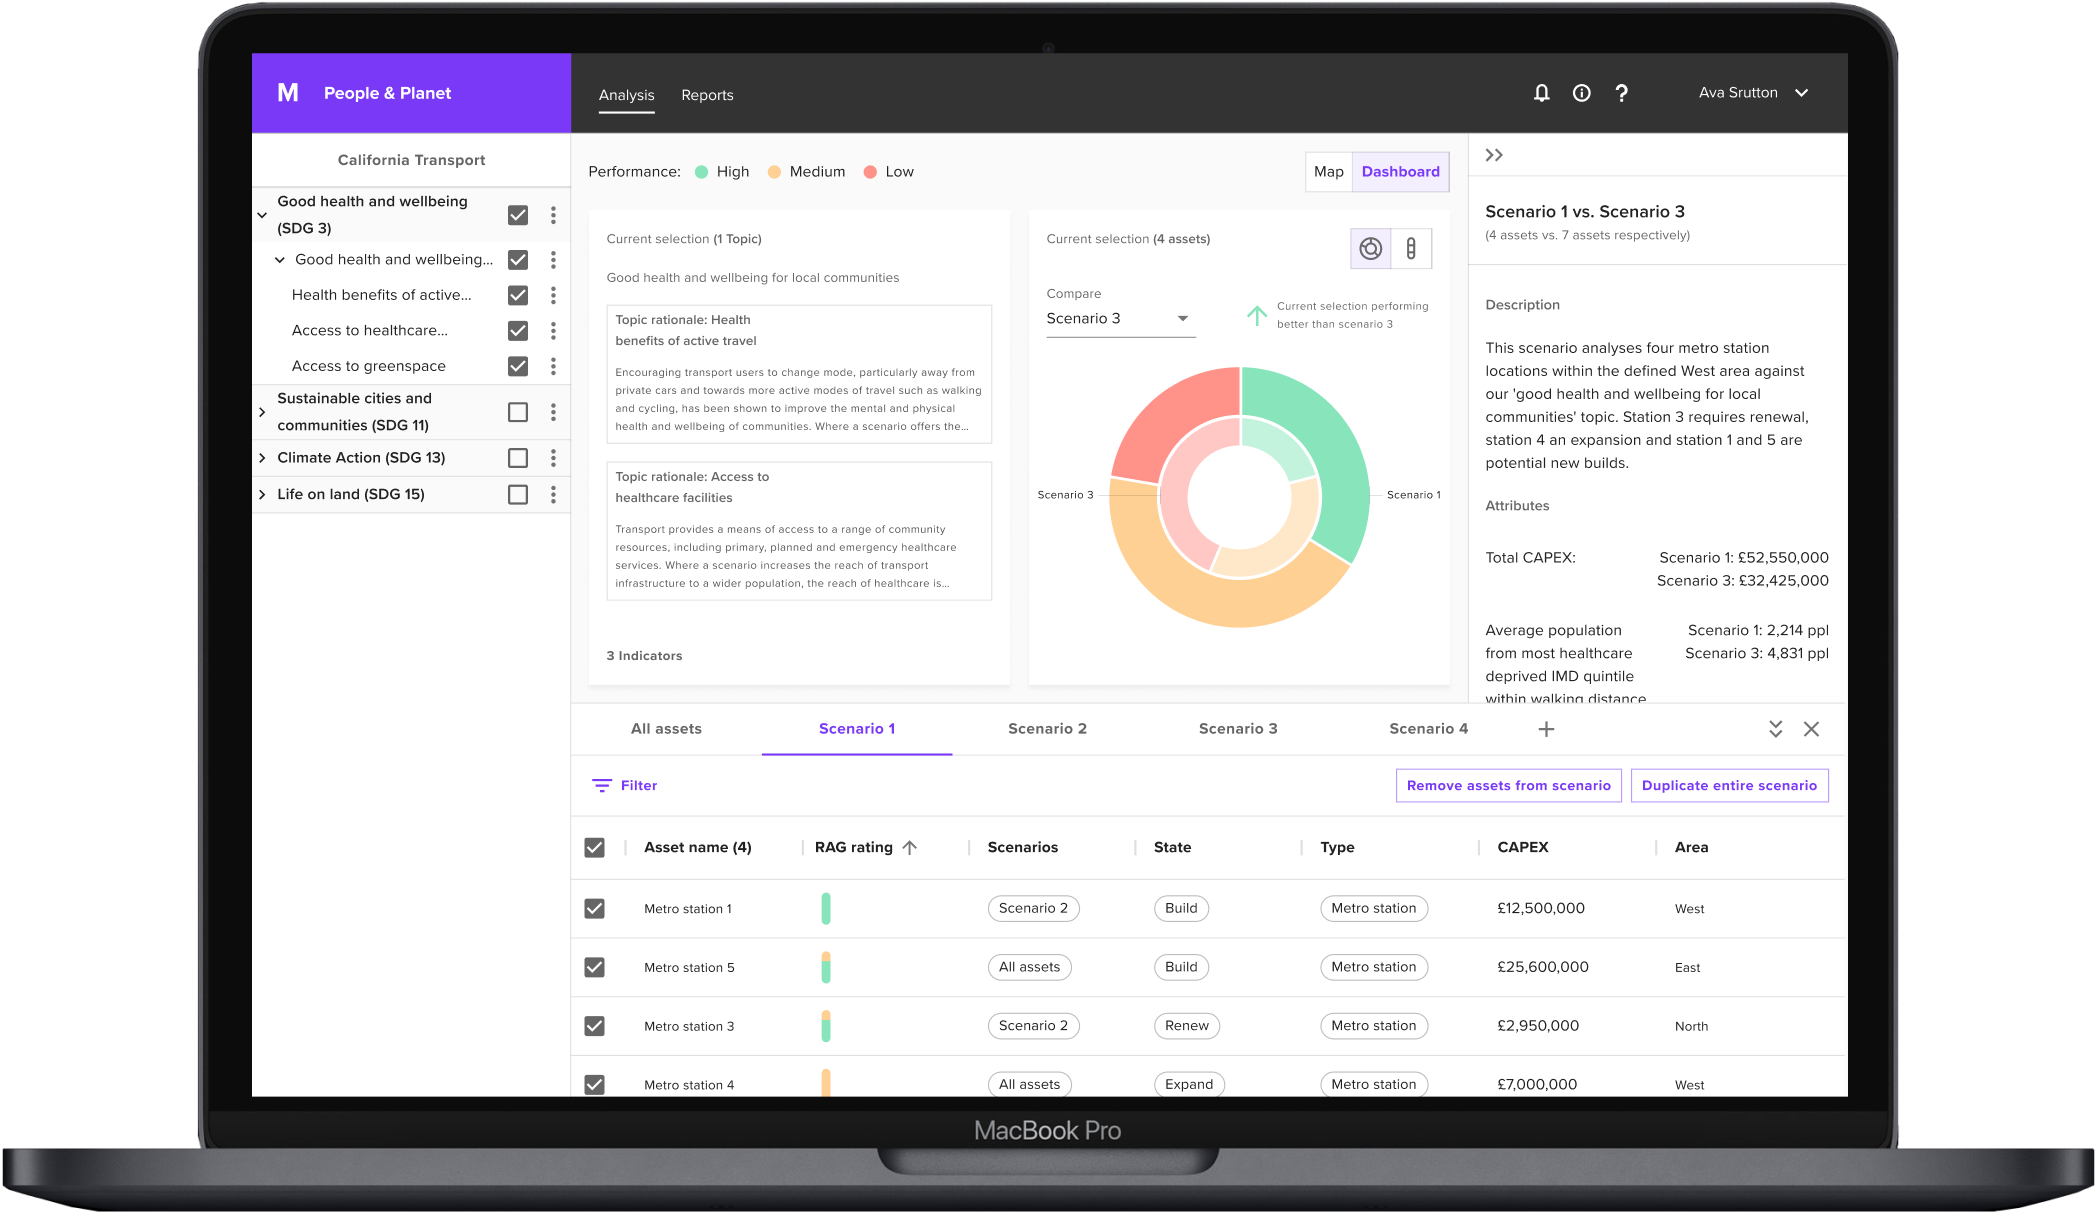 M People & Planet
Analysis Reports
? Ava Srutton
California Transport
Good health and wellbeing
(SDG 3)
Good health and wellbeing...
Health benefits of active...
Access to healthcare...
Access to greenspace
Sustainable cities and
communities (SDG 11)
Climate Action (SDG 13)
Life on land (SDG 15)
Performance: High Medium Low
Map Dashboard
Current selection (1 Topic)
Good health and wellbeing for local communities
Topic rationale: Health
benefits of active travel
Encouraging transport users to change mode, particularly away from
private cars and towards more active modes of travel such as walking
and cycling, has been shown to improve the mental and physical
health and wellbeing of communities. Where a scenario offers the...
Topic rationale: Access to
healthcare facilities
Transport provides a means of access to a range of community
resources, including primary, planned and emergency healthcare
services. Where a scenario increases the reach of transport
infrastructure to a wider population, the reach of healthcare is...
3 Indicators
Current selection (4 assets)
Compare
Scenario 3
Current selection performing
better than scenario 3
Scenario 3
Scenario 1
Scenario 1 vs. Scenario 3
(4 assets vs. 7 assets respectively)
Description
This scenario analyses four metro station
locations within the defined West area against
our 'good health and wellbeing for local
communities' topic. Station 3 requires renewal,
station 4 an expansion and station 1 and 5 are
potential new builds.
Attributes
Total CAPEX: Scenario 1: £52,550,000
Scenario 3: £32,425,000
Average population Scenario 1: 2,214 ppl
from most healthcare Scenario 3: 4,831 ppl
deprived IMD quintile
within walking distance
All assets Scenario 1 Scenario 2 Scenario 3 Scenario 4
Filter Remove assets from scenario Duplicate entire scenario
Asset name (4) RAG rating Scenarios State Type CAPEX Area
Metro station 1 Scenario 2 Build Metro station £12,500,000 West
Metro station 5 All assets Build Metro station £25,600,000 East
Metro station 3 Scenario 2 Renew Metro station £2,950,000 North
Metro station 4 All assets Expand Metro station £7,000,000 West
MacBook Pro